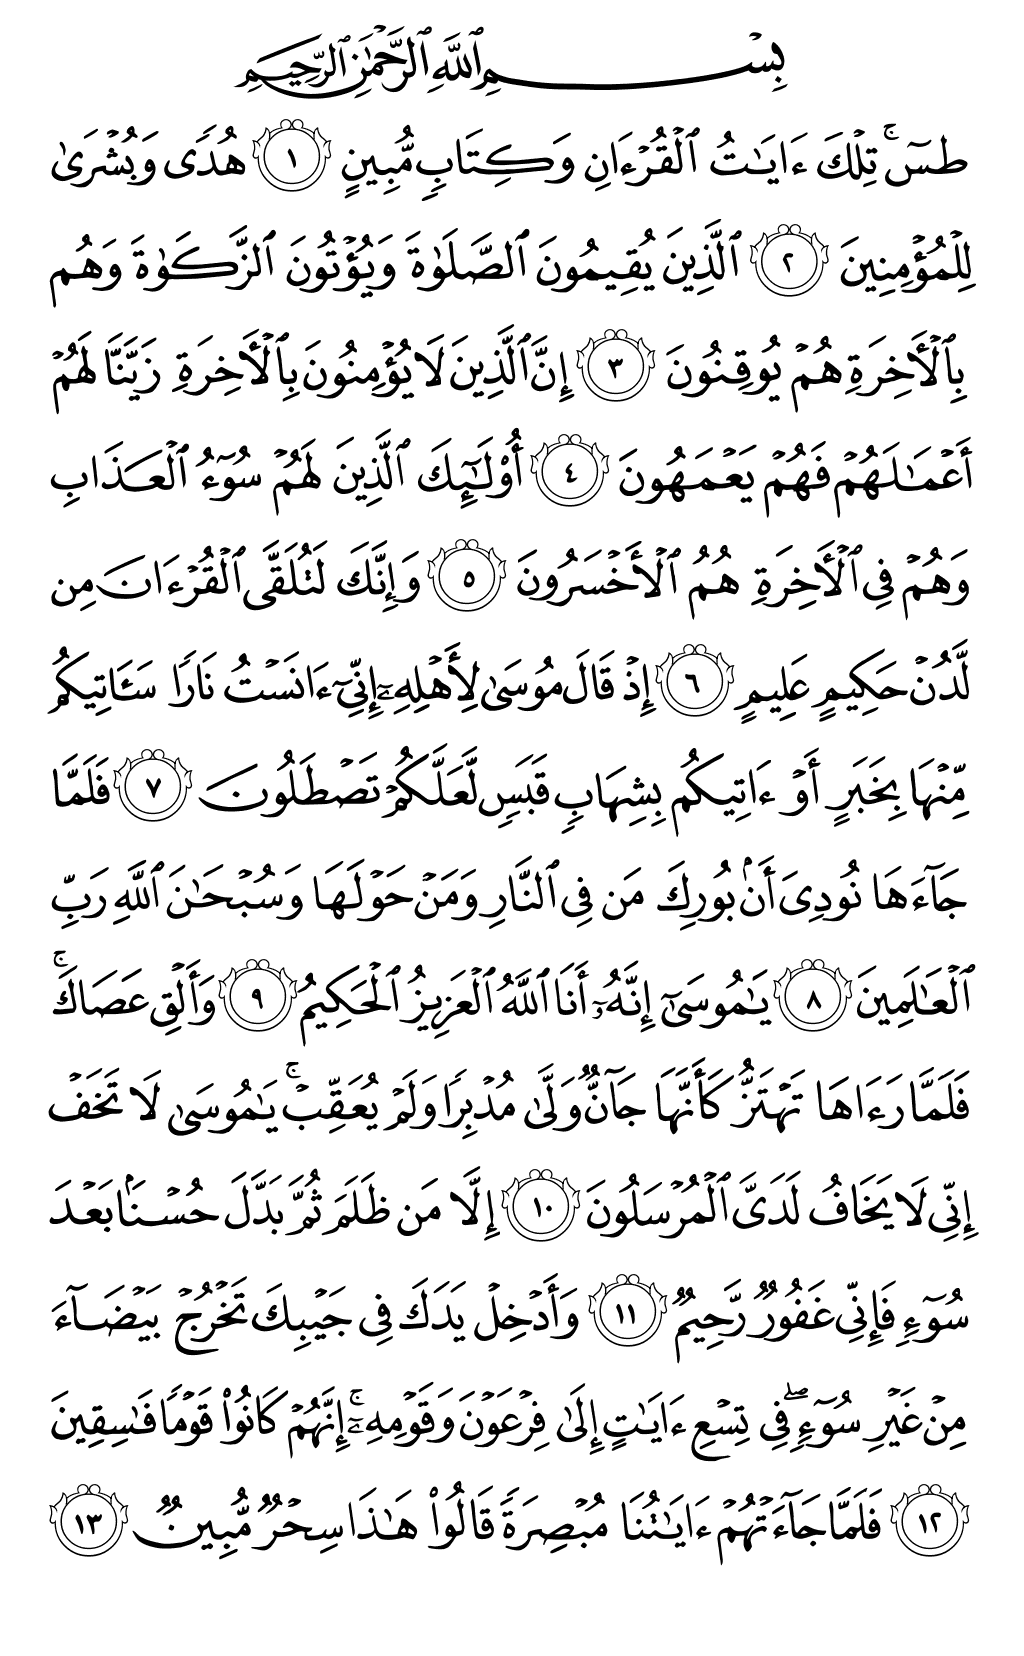 بِسْمِ ٱللَّهِ ٱلرَّحْمَٰنِ ٱلرَّحِيمِ
طسٓ ۚ تِلْكَ ءَايَٰتُ ٱلْقُرْءَانِ وَكِتَابٍ مُّبِينٍ ١ هُدًى وَبُشْرَىٰ
لِلْمُؤْمِنِينَ ٢ ٱلَّذِينَ يُقِيمُونَ ٱلصَّلَوٰةَ وَيُؤْتُونَ ٱلزَّكَوٰةَ وَهُم
بِٱلْأَخِرَةِ هُمْ يُوقِنُونَ ٣ إِنَّ ٱلَّذِينَ لَا يُؤْمِنُونَ بِٱلْأَخِرَةِ زَيَّنَّا لَهُمْ
أَعْمَٰلَهُمْ فَهُمْ يَعْمَهُونَ ٤ أُو۟لَٰٓئِكَ ٱلَّذِينَ لَهُمْ سُوٓءُ ٱلْعَذَابِ
وَهُمْ فِى ٱلْأَخِرَةِ هُمُ ٱلْأَخْسَرُونَ ٥ وَإِنَّكَ لَتُلَقَّى ٱلْقُرْءَانَ مِن
لَّدُنْ حَكِيمٍ عَلِيمٍ ٦ إِذْ قَالَ مُوسَىٰ لِأَهْلِهِۦٓ إِنِّىٓ ءَانَسْتُ نَارًا سَـَٔاتِيكُم
مِّنْهَا بِخَبَرٍ أَوْ ءَاتِيكُم بِشِهَابٍ قَبَسٍ لَّعَلَّكُمْ تَصْطَلُونَ ٧ فَلَمَّا
جَآءَهَا نُودِىَ أَنۢ بُورِكَ مَن فِى ٱلنَّارِ وَمَنْ حَوْلَهَا وَسُبْحَٰنَ ٱللَّهِ رَبِّ
ٱلْعَٰلَمِينَ ٨ يَٰمُوسَىٰٓ إِنَّهُۥٓ أَنَا ٱللَّهُ ٱلْعَزِيزُ ٱلْحَكِيمُ ٩ وَأَلْقِ عَصَاكَ ۚ
فَلَمَّا رَءَاهَا تَهْتَزُّ كَأَنَّهَا جَآنٌّ وَلَّىٰ مُدْبِرًا وَلَمْ يُعَقِّبْ ۚ يَٰمُوسَىٰ لَا تَخَفْ
إِنِّى لَا يَخَافُ لَدَىَّ ٱلْمُرْسَلُونَ ١٠ إِلَّا مَن ظَلَمَ ثُمَّ بَدَّلَ حُسْنًۢا بَعْدَ
سُوٓءٍ فَإِنِّى غَفُورٌ رَّحِيمٌ ١١ وَأَدْخِلْ يَدَكَ فِى جَيْبِكَ تَخْرُجْ بَيْضَآءَ
مِنْ غَيْرِ سُوٓءٍ ۖ فِى تِسْعِ ءَايَٰتٍ إِلَىٰ فِرْعَوْنَ وَقَوْمِهِۦٓ ۚ إِنَّهُمْ كَانُوا۟ قَوْمًا فَٰسِقِينَ
١٢ فَلَمَّا جَآءَتْهُمْ ءَايَٰتُنَا مُبْصِرَةً قَالُوا۟ هَٰذَا سِحْرٌ مُّبِينٌ ١٣